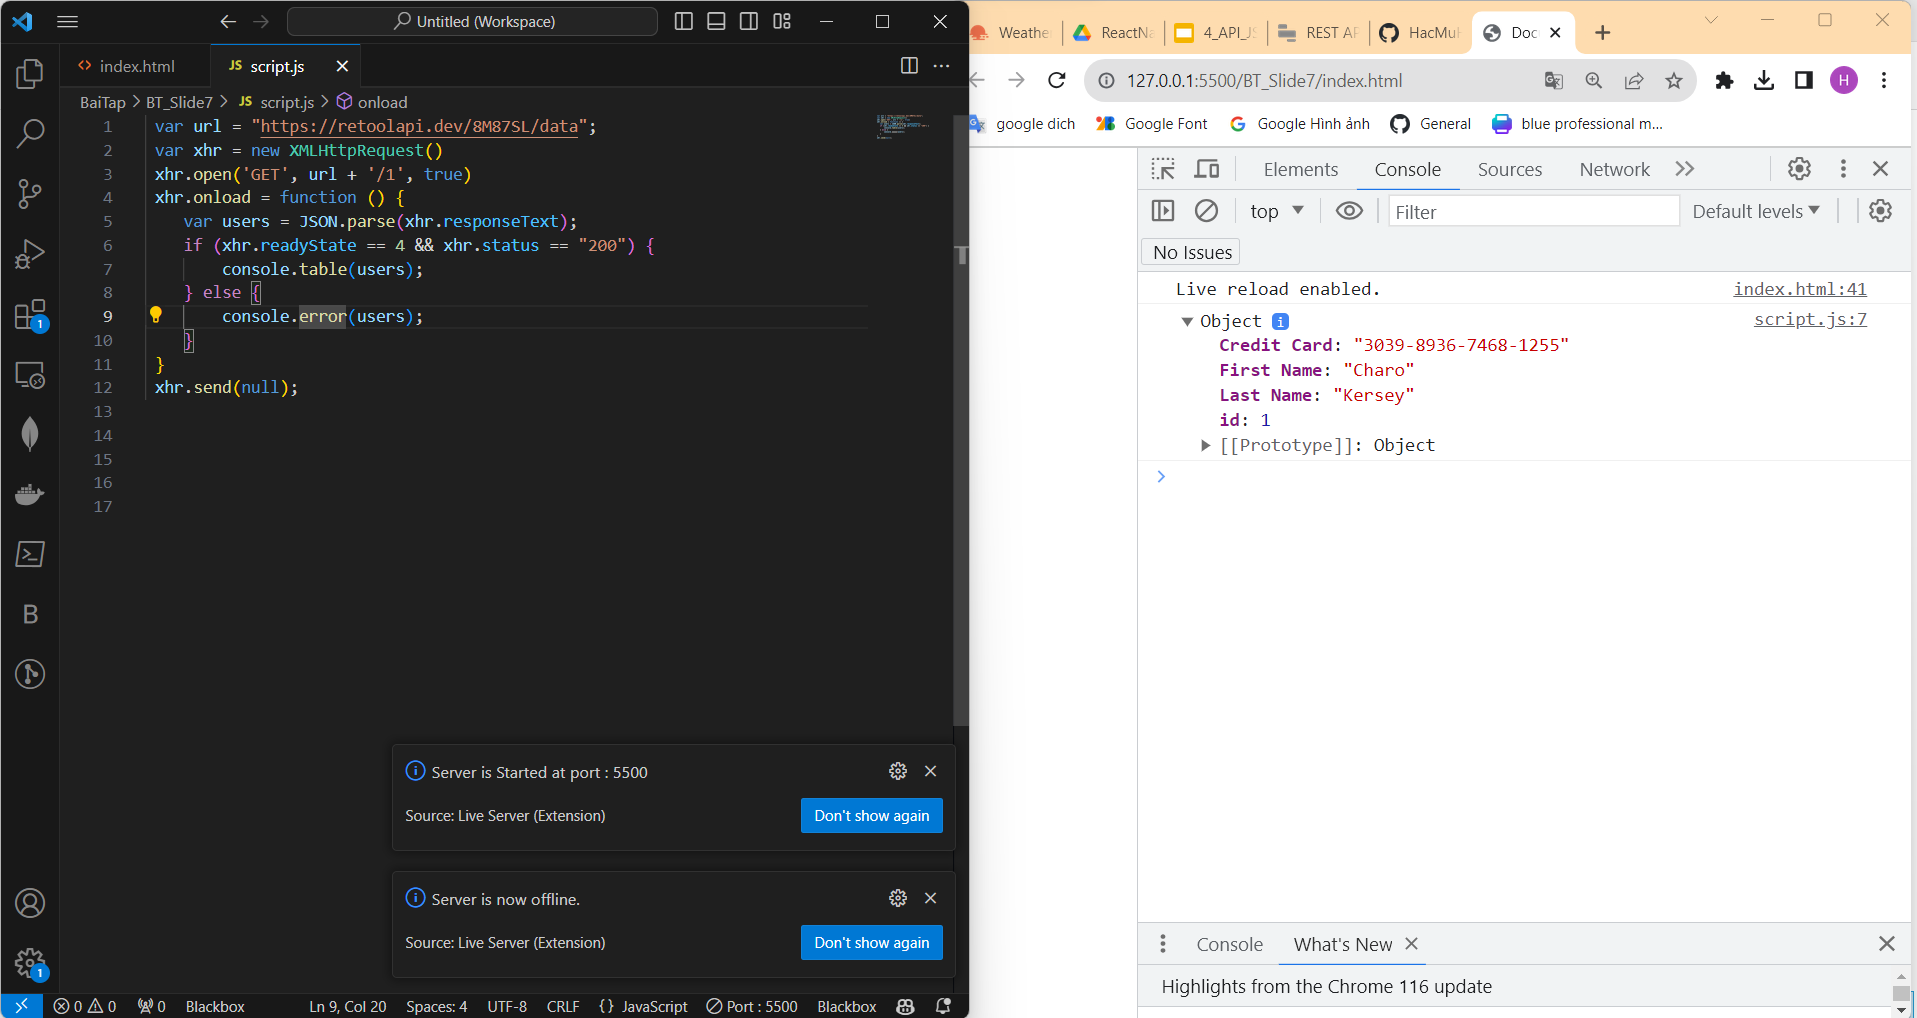 Untitled (Workspace)
index.html
JS script.js
BaiTap > BT_Slide7 > JS script.js > onload
1 var url = "https://retoolapi.dev/8M87SL/data";
2 var xhr = new XMLHttpRequest()
3 xhr.open('GET', url + '/1', true)
4 xhr.onload = function () {
5 var users = JSON.parse(xhr.responseText);
6 if (xhr.readyState == 4 && xhr.status == "200") {
7 console.table(users);
8 } else {
9 console.error(users);
10 }
11 }
12 xhr.send(null);
13
14
15
16
17
1
B
1
Server is Started at port : 5500
Source: Live Server (Extension)
Don't show again
Server is now offline.
Source: Live Server (Extension)
Don't show again
0 0 0 Blackbox Ln 9, Col 20 Spaces: 4 UTF-8 CRLF {} JavaScript Port : 5500 Blackbox
Weathe ReactNa 4_API_JS REST AP HacMuH Doc
127.0.0.1:5500/BT_Slide7/index.html
H
google dich Google Font Google Hình ảnh General blue professional m...
Elements Console Sources Network
top Filter Default levels
No Issues
Live reload enabled. index.html:41
Object i script.js:7
Credit Card: "3039-8936-7468-1255"
First Name: "Charo"
Last Name: "Kersey"
id: 1
[[Prototype]]: Object
Console What's New
Highlights from the Chrome 116 update